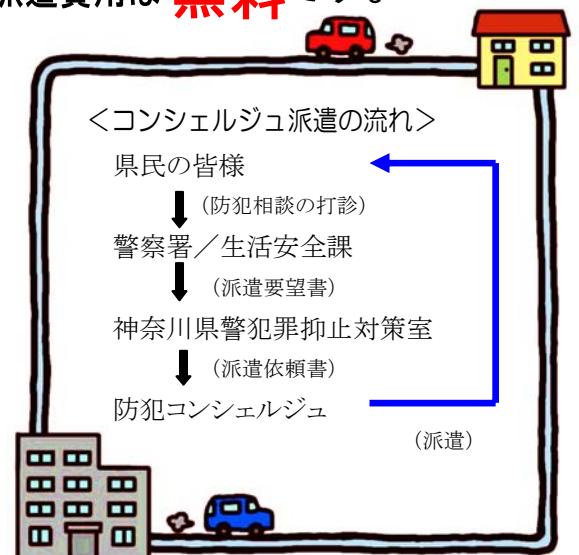 派遣費用は 無料です。
＜コンシェルジュ派遣の流れ＞
県民の皆様
（防犯相談の打診）
警察署／生活安全課
（派遣要望書）
神奈川県警犯罪抑止対策室
（派遣依頼書）
防犯コンシェルジュ
（派遣）